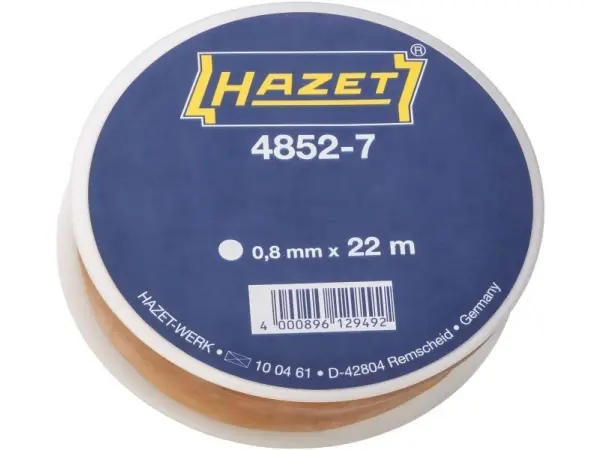 HAZET®
4852-7
0,8 mm x 22 m
4 000896 129492
HAZET-WERK • 10 04 61 • D-42804 Remscheid • Germany